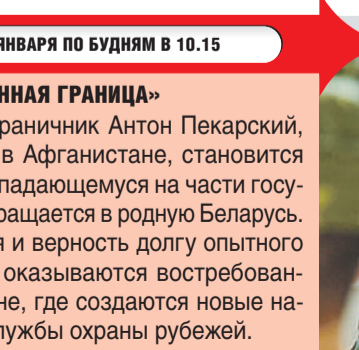 ЯНВАРЯ ПО БУДНЯМ В 10.15
ННАЯ ГРАНИЦА»
раничник Антон Пекарский,
в Афганистане, становится
падающемуся на части госу-
ращается в родную Беларусь.
я и верность долгу опытного
оказываются востребован-
не, где создаются новые на-
лужбы охраны рубежей.